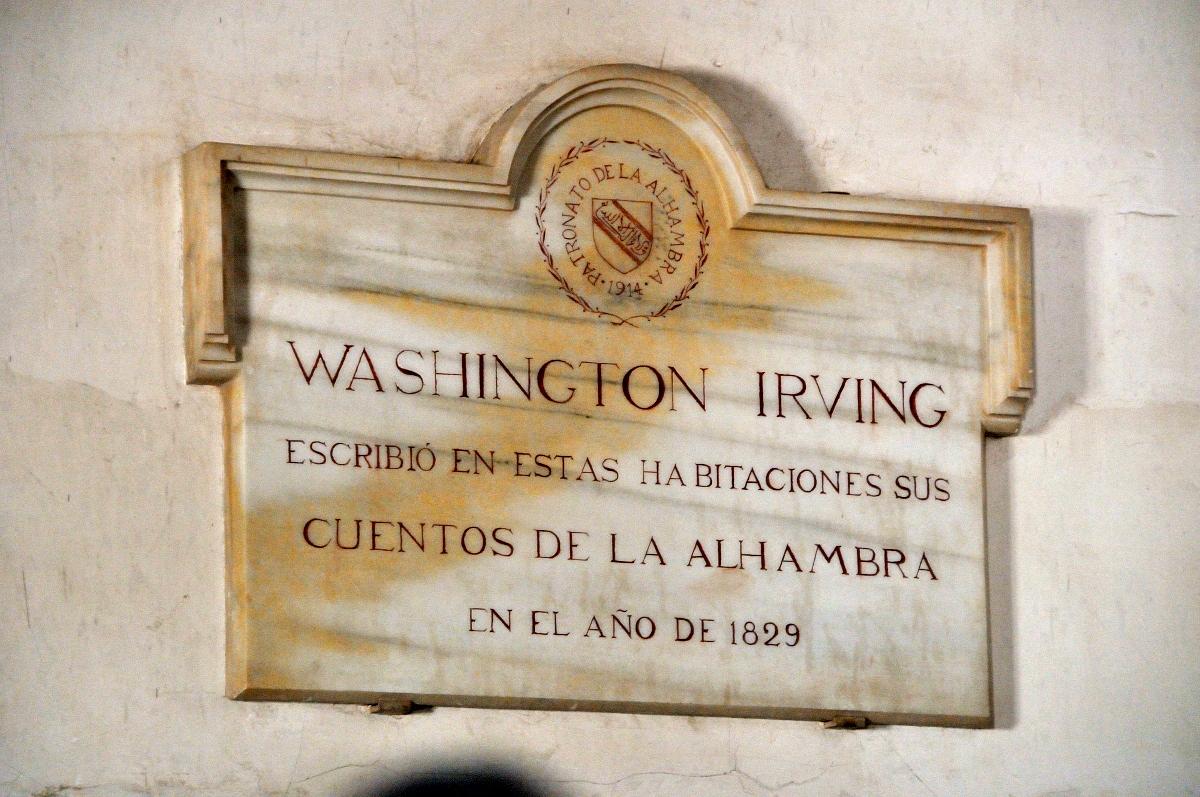 PATRONATO DE LA ALHAMBRA
·1914·
WASHINGTON IRVING
ESCRIBIÓ EN ESTAS HABITACIONES SUS
CUENTOS DE LA ALHAMBRA
EN EL AÑO DE 1829